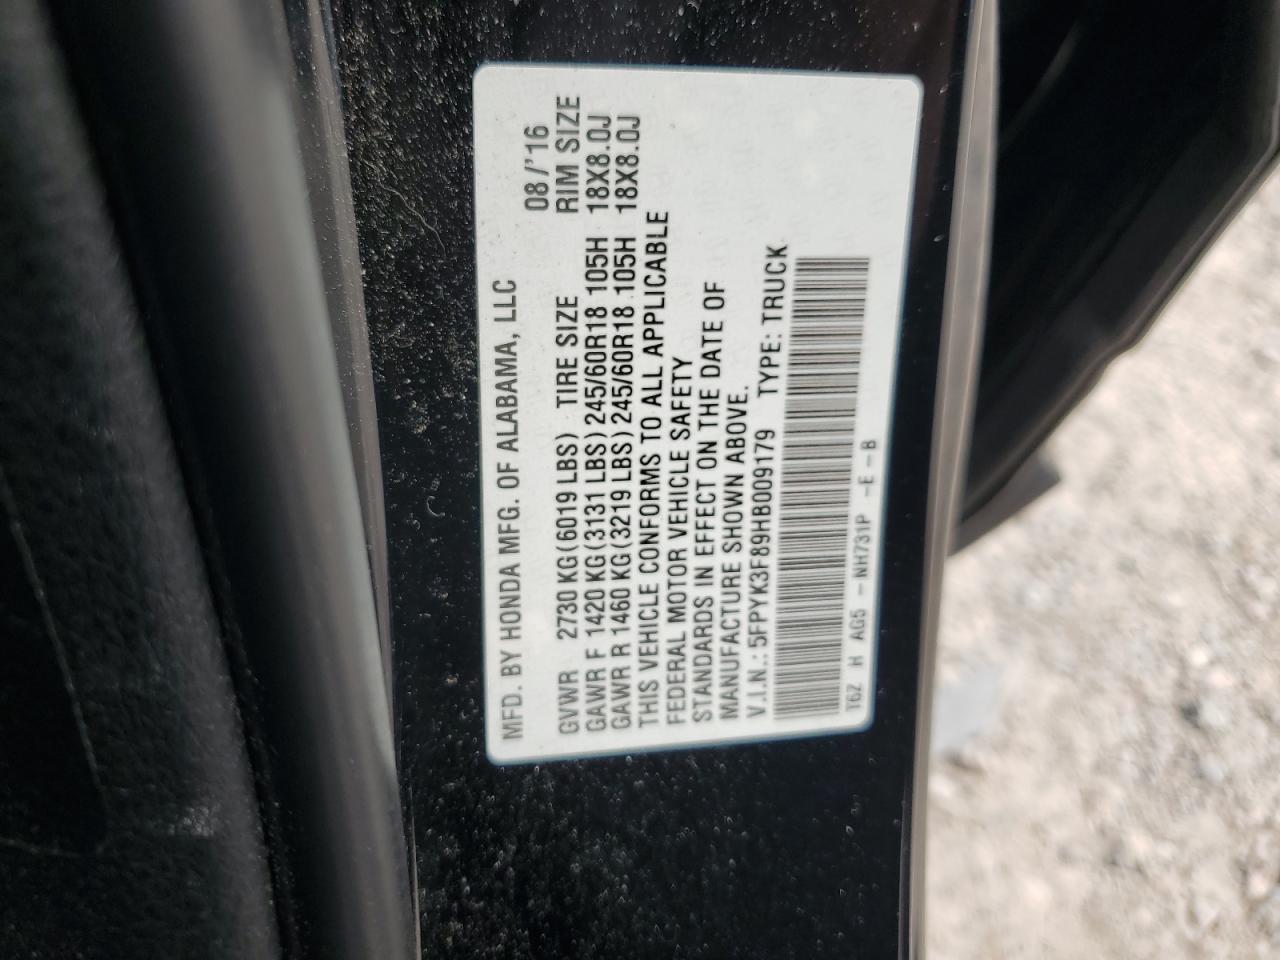 MFD. BY HONDA MFG. OF ALABAMA, LLC
08/'16
GVWR 2730 KG(6019 LBS) TIRE SIZE RIM SIZE
GAWR F 1420 KG(3131 LBS) 245/60R18 105H 18X8.0J
GAWR R 1460 KG(3219 LBS) 245/60R18 105H 18X8.0J
THIS VEHICLE CONFORMS TO ALL APPLICABLE
FEDERAL MOTOR VEHICLE SAFETY
STANDARDS IN EFFECT ON THE DATE OF
MANUFACTURE SHOWN ABOVE.
V.I.N.: 5FPYK3F89HB009179 TYPE: TRUCK
T6Z H AG5 - NH731P -E -B